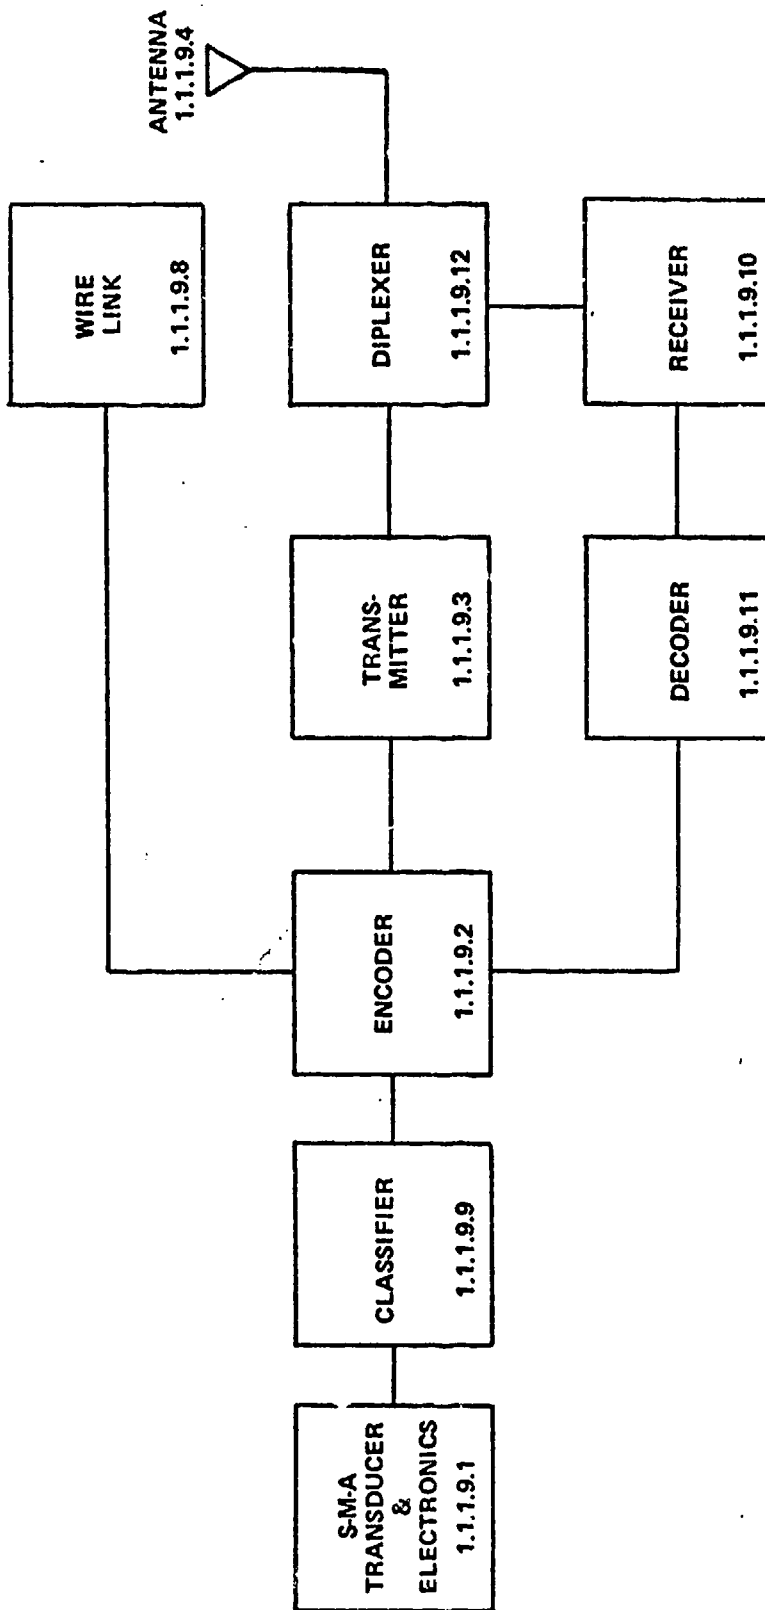 ANTENNA
1.1.1.9.4
WIRE
LINK
1.1.1.9.8
S-M-A
TRANSDUCER
&
ELECTRONICS
1.1.1.9.1
CLASSIFIER
1.1.1.9.9
ENCODER
1.1.1.9.2
TRANS-
MITTER
1.1.1.9.3
DIPLEXER
1.1.1.9.12
DECODER
1.1.1.9.11
RECEIVER
1.1.1.9.10